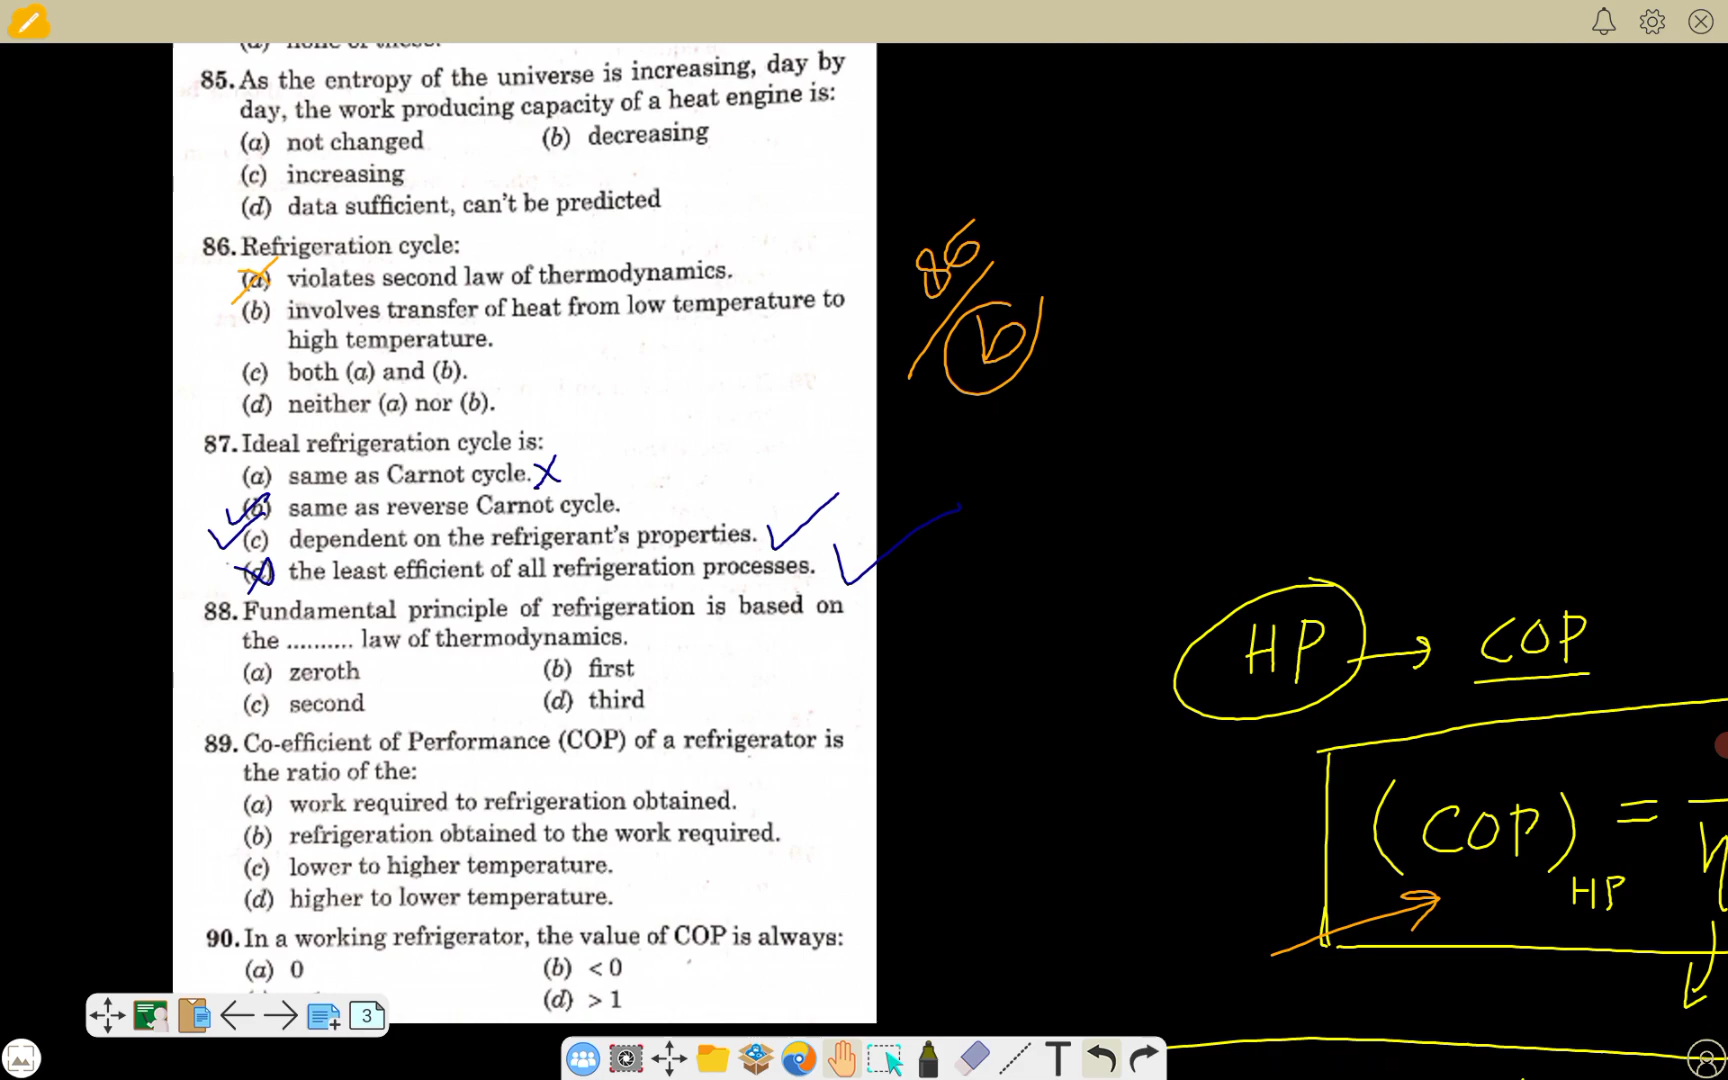 85. As the entropy of the universe is increasing, day by
day, the work producing capacity of a heat engine is:
(a) not changed (b) decreasing
(c) increasing
(d) data sufficient, can't be predicted
86. Refrigeration cycle:
(a) violates second law of thermodynamics.
(b) involves transfer of heat from low temperature to
high temperature.
(c) both (a) and (b).
(d) neither (a) nor (b).
87. Ideal refrigeration cycle is:
(a) same as Carnot cycle.
(b) same as reverse Carnot cycle.
(c) dependent on the refrigerant's properties.
(d) the least efficient of all refrigeration processes.
88. Fundamental principle of refrigeration is based on
the .......... law of thermodynamics.
(a) zeroth (b) first
(c) second (d) third
89. Co-efficient of Performance (COP) of a refrigerator is
the ratio of the:
(a) work required to refrigeration obtained.
(b) refrigeration obtained to the work required.
(c) lower to higher temperature.
(d) higher to lower temperature.
90. In a working refrigerator, the value of COP is always:
(a) 0 (b) < 0
(d) > 1
86
b
HP → COP
(COP)HP =
3
T